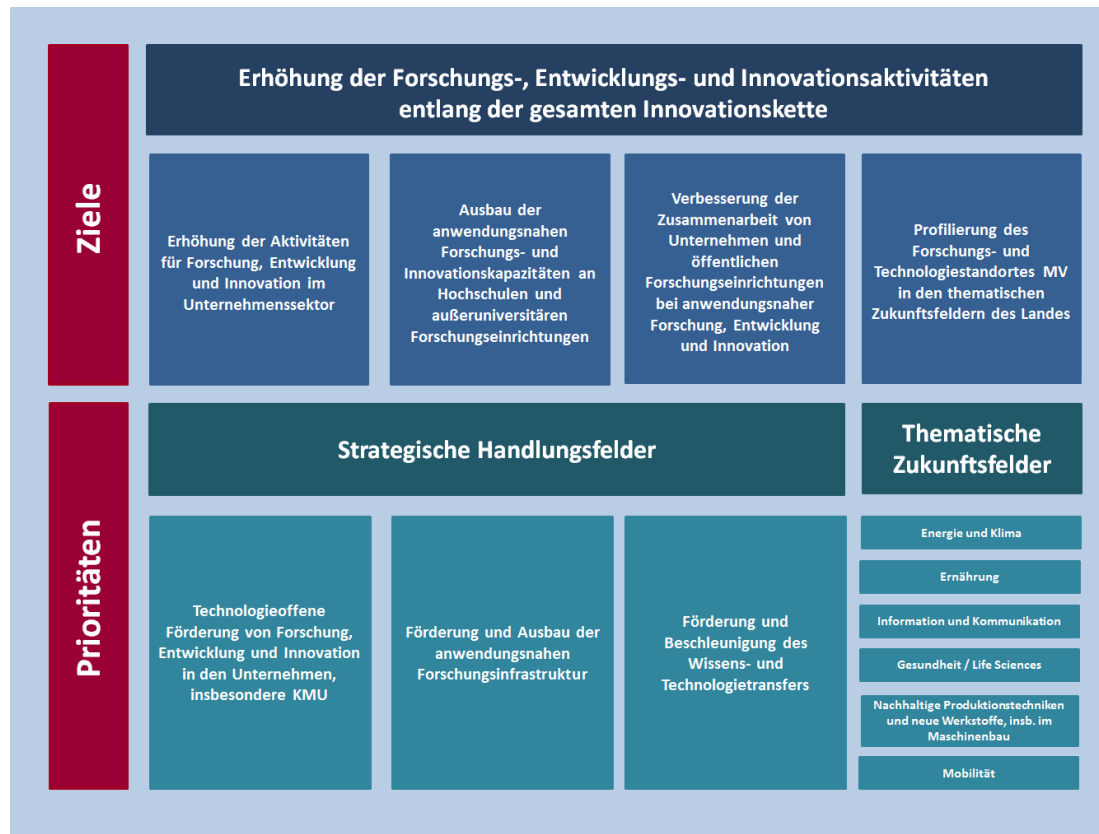 Ziele
Erhöhung der Forschungs-, Entwicklungs- und Innovationsaktivitäten
entlang der gesamten Innovationskette
Erhöhung der Aktivitäten
für Forschung, Entwicklung
und Innovation im
Unternehmenssektor
Ausbau der
anwendungsnahen
Forschungs- und
Innovationskapazitäten an
Hochschulen und
außeruniversitären
Forschungseinrichtungen
Verbesserung der
Zusammenarbeit von
Unternehmen und
öffentlichen
Forschungseinrichtungen
bei anwendungsnaher
Forschung, Entwicklung
und Innovation
Profilierung des
Forschungs- und
Technologiestandortes MV
in den thematischen
Zukunftsfeldern des Landes
Prioritäten
Strategische Handlungsfelder
Technologieoffene
Förderung von Forschung,
Entwicklung und Innovation
in den Unternehmen,
insbesondere KMU
Förderung und Ausbau der
anwendungsnahen
Forschungsinfrastruktur
Förderung und
Beschleunigung des
Wissens- und
Technologietransfers
Thematische
Zukunftsfelder
Energie und Klima
Ernährung
Information und Kommunikation
Gesundheit / Life Sciences
Nachhaltige Produktionstechniken
und neue Werkstoffe, insb. im
Maschinenbau
Mobilität